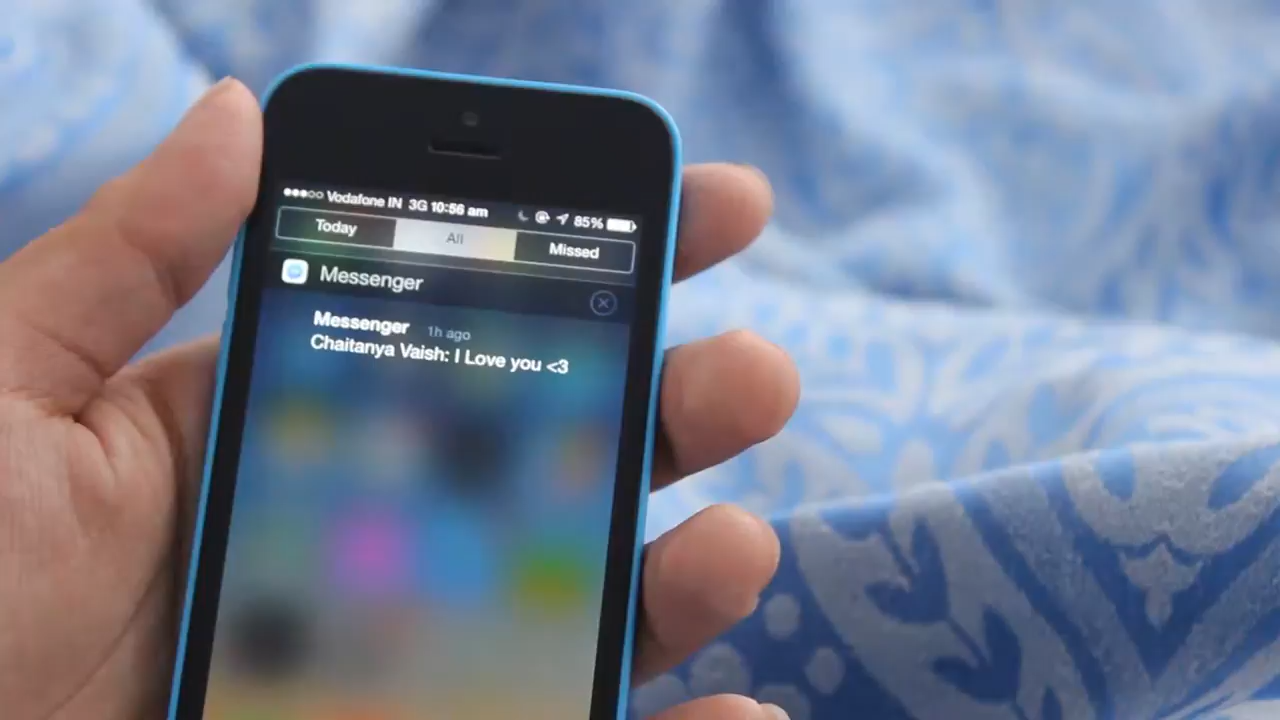 Vodafone IN 3G 10:56 am 85%
Today All Missed
Messenger
Messenger 1h ago
Chaitanya Vaish: I Love you <3